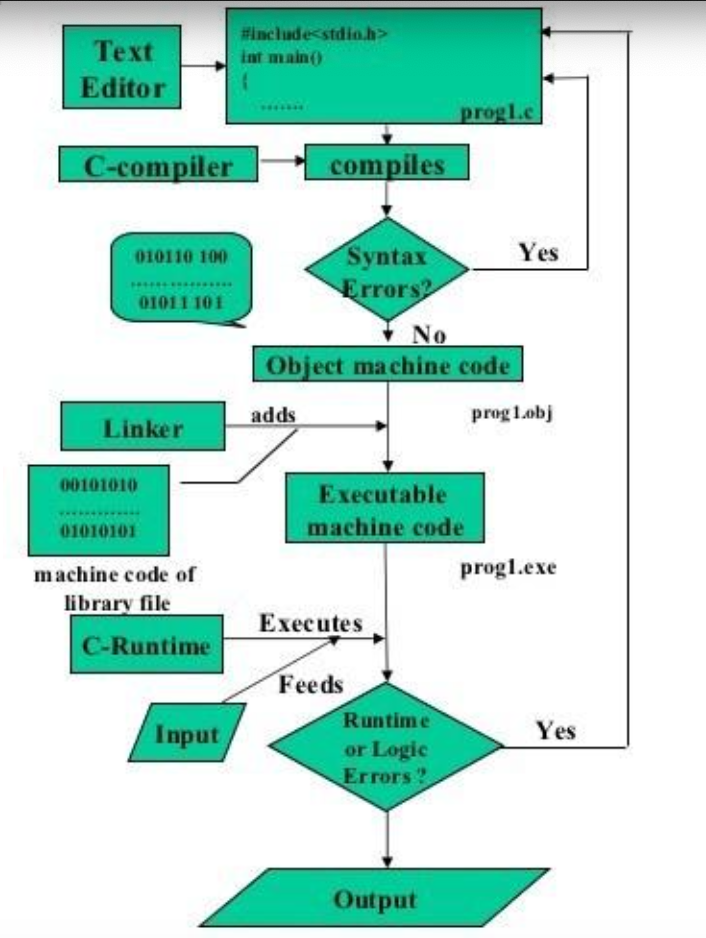 Text
Editor
#include<stdio.h>
int main()
{
.......
prog1.c
C-compiler
compiles
010110 100
...... ...........
01011 101
Syntax
Errors?
Yes
No
Object machine code
prog1.obj
Linker
adds
00101010
..............
01010101
machine code of
library file
Executable
machine code
prog1.exe
C-Runtime
Executes
Feeds
Input
Runtime
or Logic
Errors ?
Yes
Output